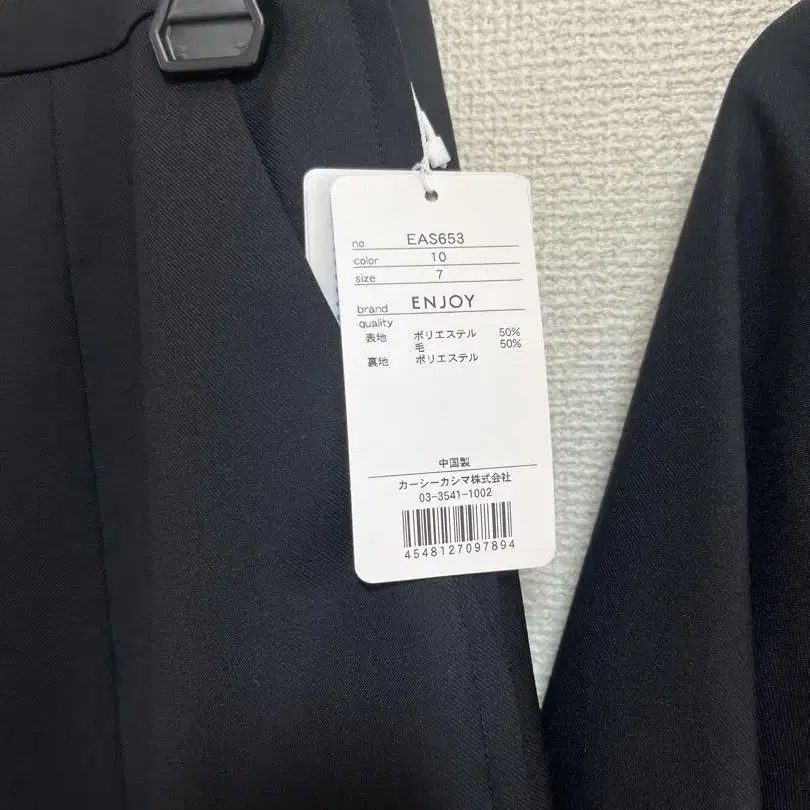 no EAS653
color 10
size 7
brand ENJOY
quality
表地 ポリエステル 50%
毛 50%
裏地 ポリエステル
中国製
カーシーカシマ株式会社
03-3541-1002
4548127097894